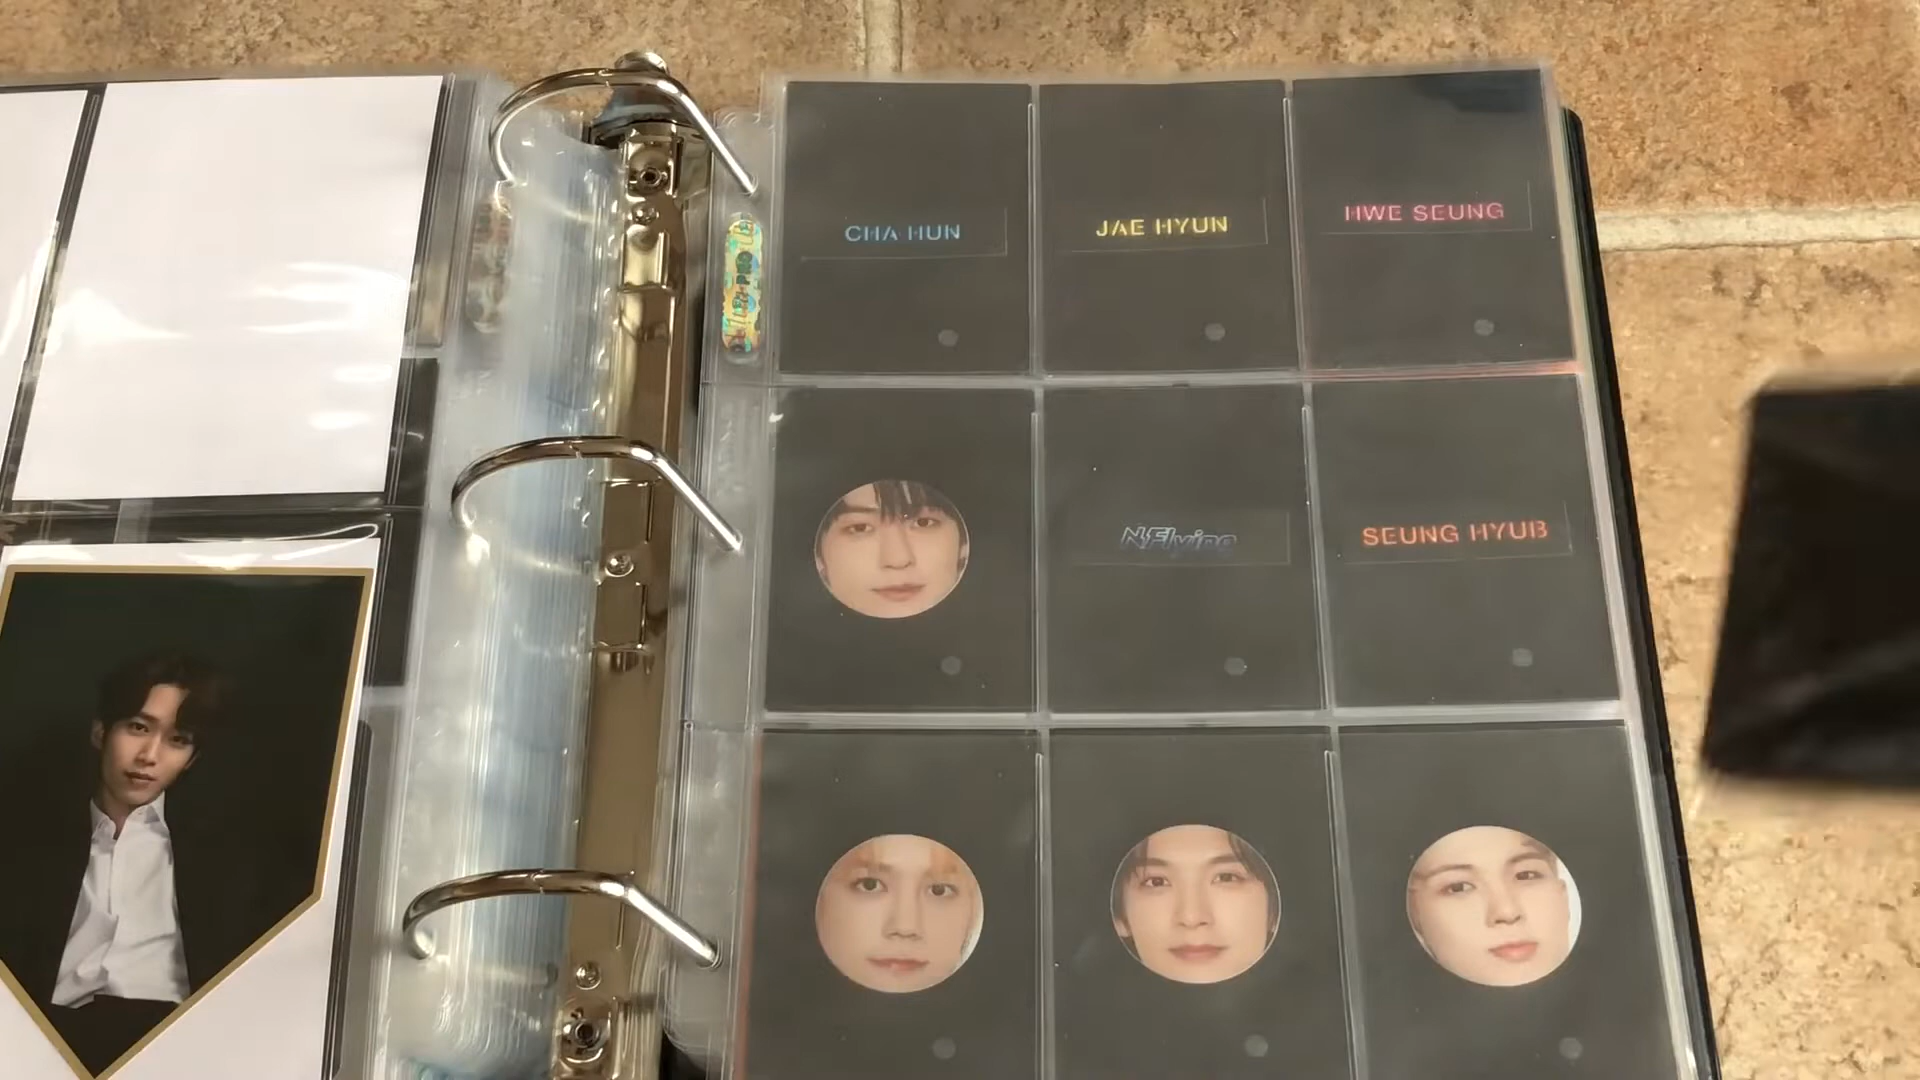 CHA HUN
JAE HYUN
HWE SEUNG
N.Flying
SEUNG HYUB